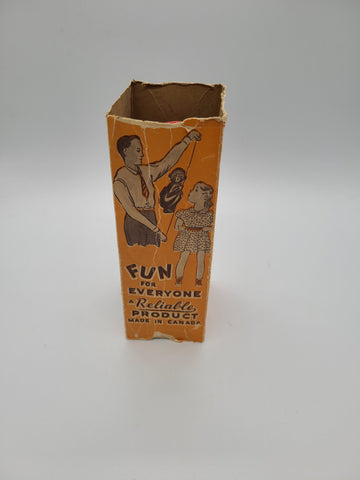 FUN
FOR
EVERYONE
A Reliable
PRODUCT
MADE IN CANADA